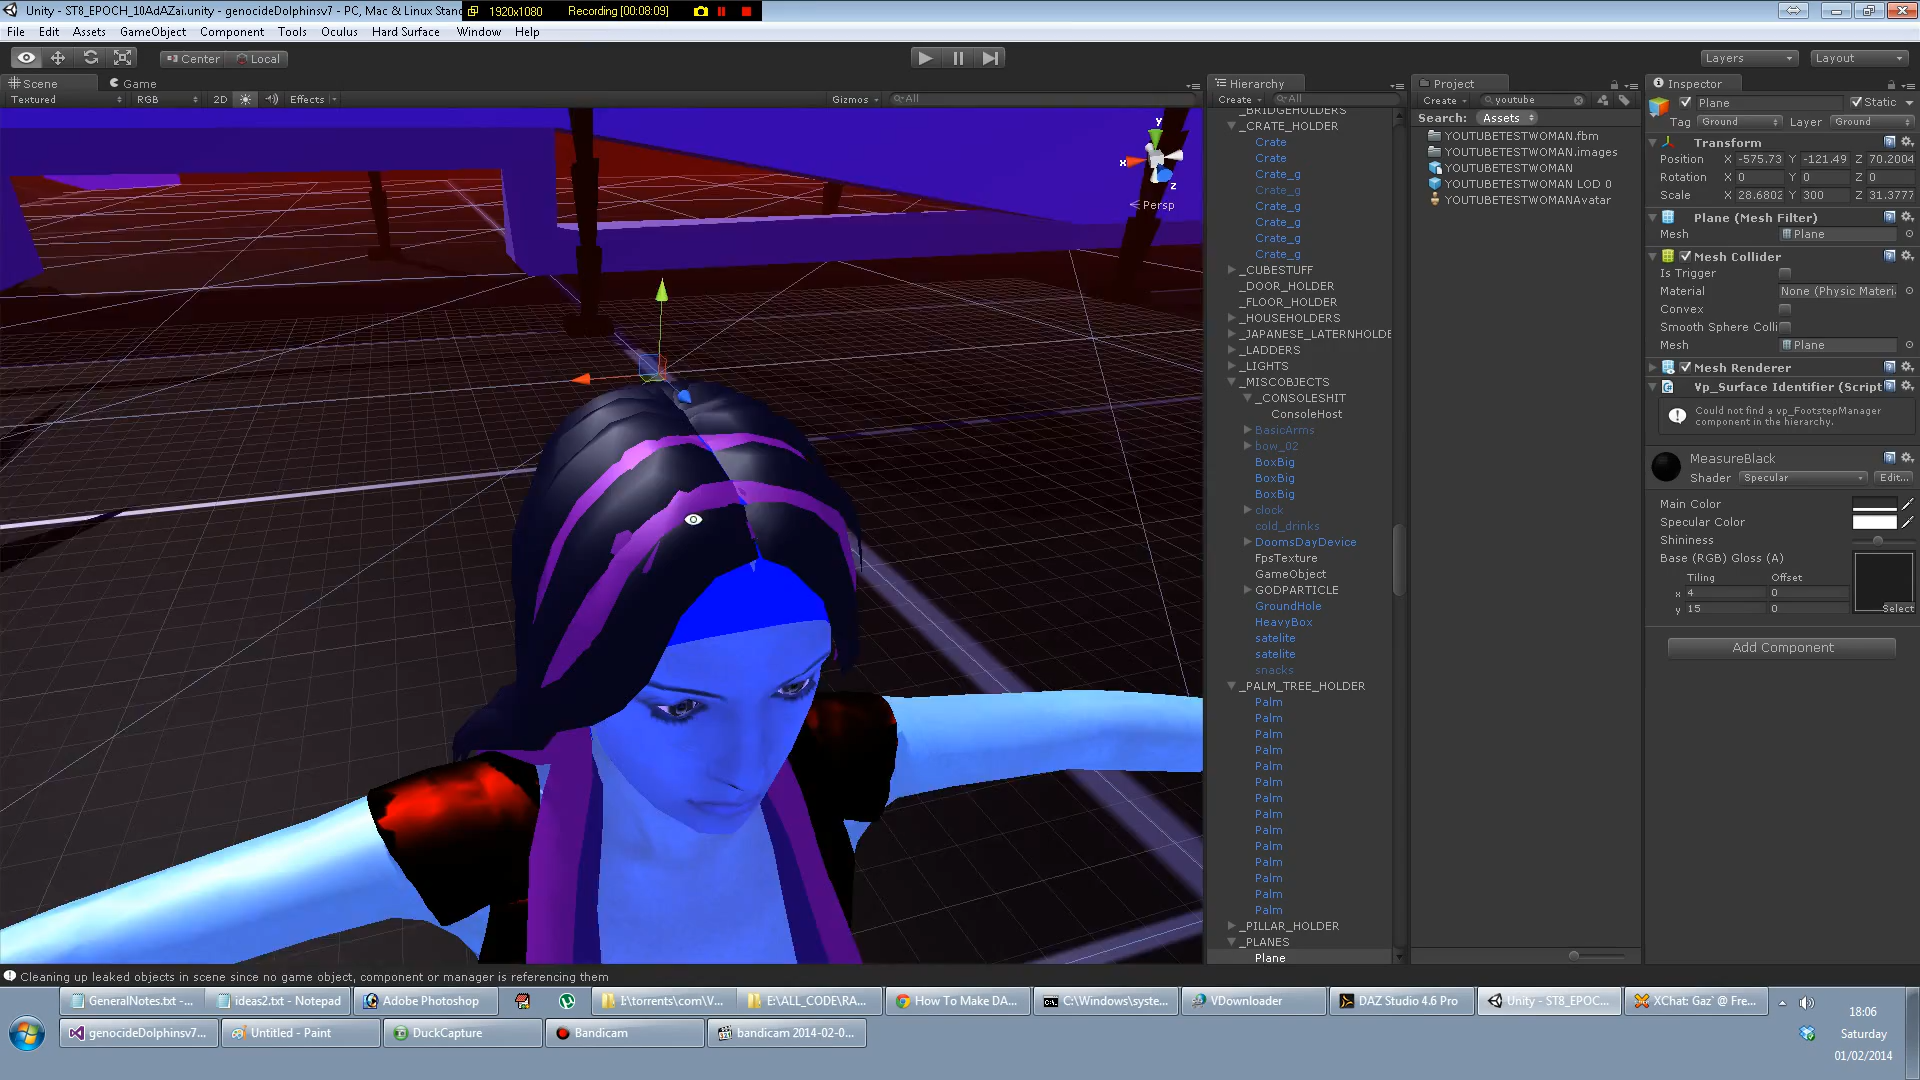 Unity - ST8_EPOCH_10AdAZai.unity - genocideDolphinsv7 - PC, Mac & Linux Stand
1920x1080 Recording [00:08:09]
File Edit Assets GameObject Component Tools Oculus Hard Surface Window Help
Center Local
Layers Layout
Scene Game
Textured RGB 2D Effects Gizmos All
y
x
z
Persp
Hierarchy
Create All
_BRIDGEHOLDERS
_CRATE_HOLDER
Crate
Crate
Crate_g
Crate_g
Crate_g
Crate_g
Crate_g
Crate_g
_CUBESTUFF
_DOOR_HOLDER
_FLOOR_HOLDER
_HOUSEHOLDERS
_JAPANESE_LATERNHOLDE
_LADDERS
_LIGHTS
_MISCOBJECTS
_CONSOLESHIT
ConsoleHost
BasicArms
bow_02
BoxBig
BoxBig
BoxBig
clock
cold_drinks
DoomsDayDevice
FpsTexture
GameObject
GODPARTICLE
GroundHole
HeavyBox
satelite
satelite
snacks
_PALM_TREE_HOLDER
Palm
Palm
Palm
Palm
Palm
Palm
Palm
Palm
Palm
Palm
Palm
Palm
Palm
Palm
_PILLAR_HOLDER
_PLANES
Plane
Project
Create youtube
Search: Assets
YOUTUBETESTWOMAN.fbm
YOUTUBETESTWOMAN.images
YOUTUBETESTWOMAN
YOUTUBETESTWOMAN LOD 0
YOUTUBETESTWOMANAvatar
Inspector
Plane Static
Tag Ground Layer Ground
Transform
Position X -575.73 Y -121.49 Z 70.2004
Rotation X 0 Y 0 Z 0
Scale X 28.6802 Y 300 Z 31.3777
Plane (Mesh Filter)
Mesh Plane
Mesh Collider
Is Trigger
Material None (Physic Materi
Convex
Smooth Sphere Colli
Mesh Plane
Mesh Renderer
Vp_Surface Identifier (Script
Could not find a vp_FootstepManager
component in the hierarchy.
MeasureBlack
Shader Specular Edit...
Main Color
Specular Color
Shininess
Base (RGB) Gloss (A)
Tiling Offset
x 4 0
y 15 0
Select
Add Component
Cleaning up leaked objects in scene since no game object, component or manager is referencing them
GeneralNotes.txt -... ideas2.txt - Notepad Adobe Photoshop I:\torrents\com\V... E:\ALL_CODE\RA... How To Make DA... C:\Windows\syste... VDownloader DAZ Studio 4.6 Pro Unity - ST8_EPOC... XChat: Gaz` @ Fre...
genocideDolphinsv7... Untitled - Paint DuckCapture Bandicam bandicam 2014-02-0...
18:06
Saturday
01/02/2014